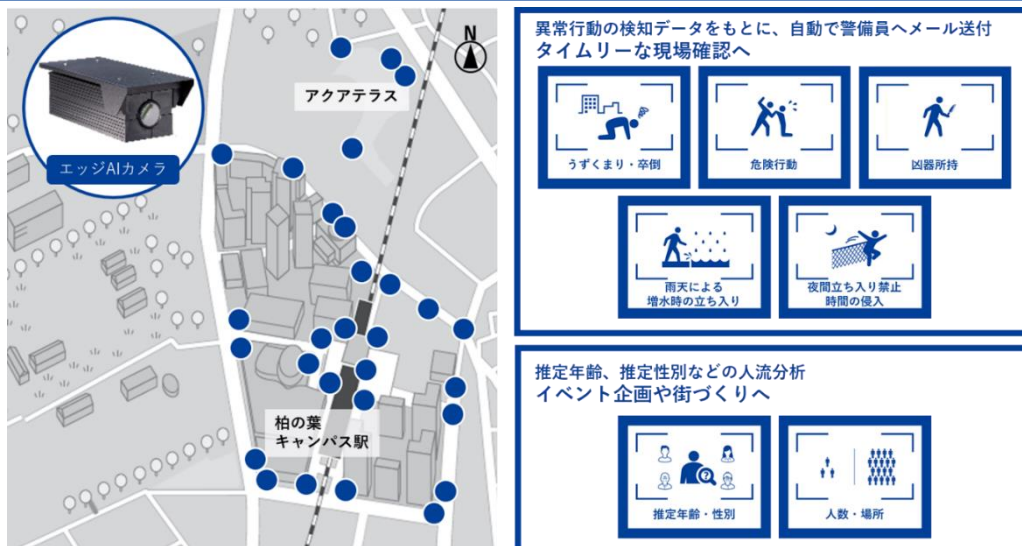 エッジAIカメラ
N
アクアテラス
柏の葉
キャンパス駅
異常行動の検知データをもとに、自動で警備員へメール送付
タイムリーな現場確認へ
うずくまり・卒倒
危険行動
凶器所持
雨天による
増水時の立ち入り
夜間立ち入り禁止
時間の侵入
推定年齢、推定性別などの人流分析
イベント企画や街づくりへ
?
推定年齢・性別
人数・場所